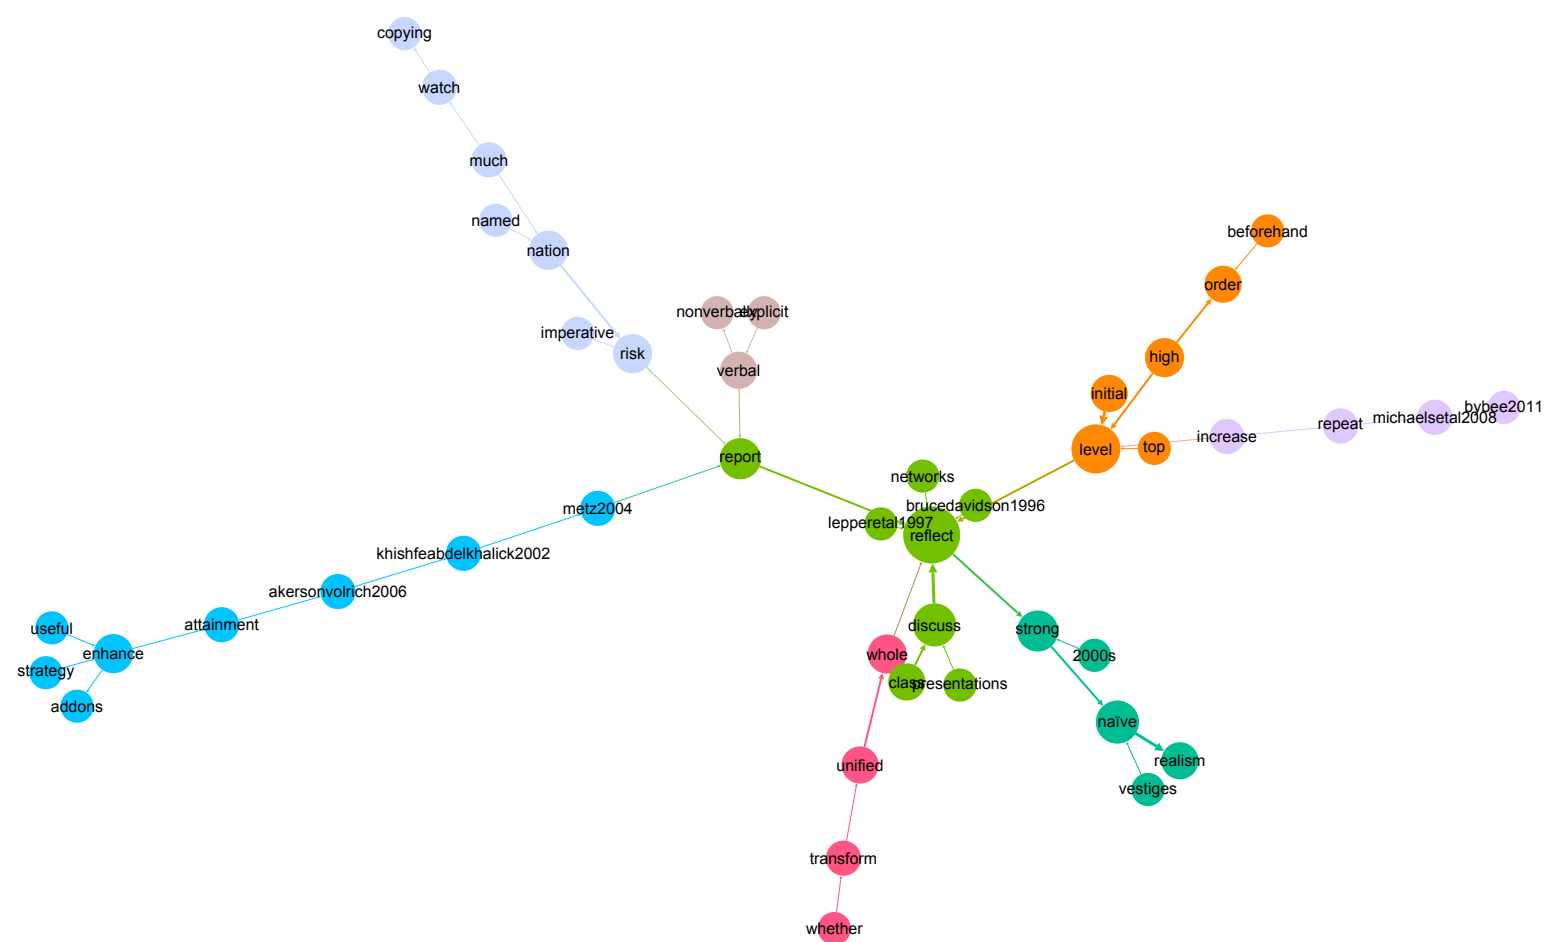 copying
watch
much
named
nation
beforehand
order
nonverbally
explicit
imperative
risk
verbal
high
initial
bybee2011
michaelsetal2008
repeat
increase
level
top
report
networks
brucedavidson1996
metz2004
lepperetal1997
reflect
khishfeabdelkhalick2002
akersonvolrich2006
attainment
useful
enhance
strategy
addons
discuss
strong
whole
2000s
class
presentations
naïve
realism
unified
vestiges
transform
whether